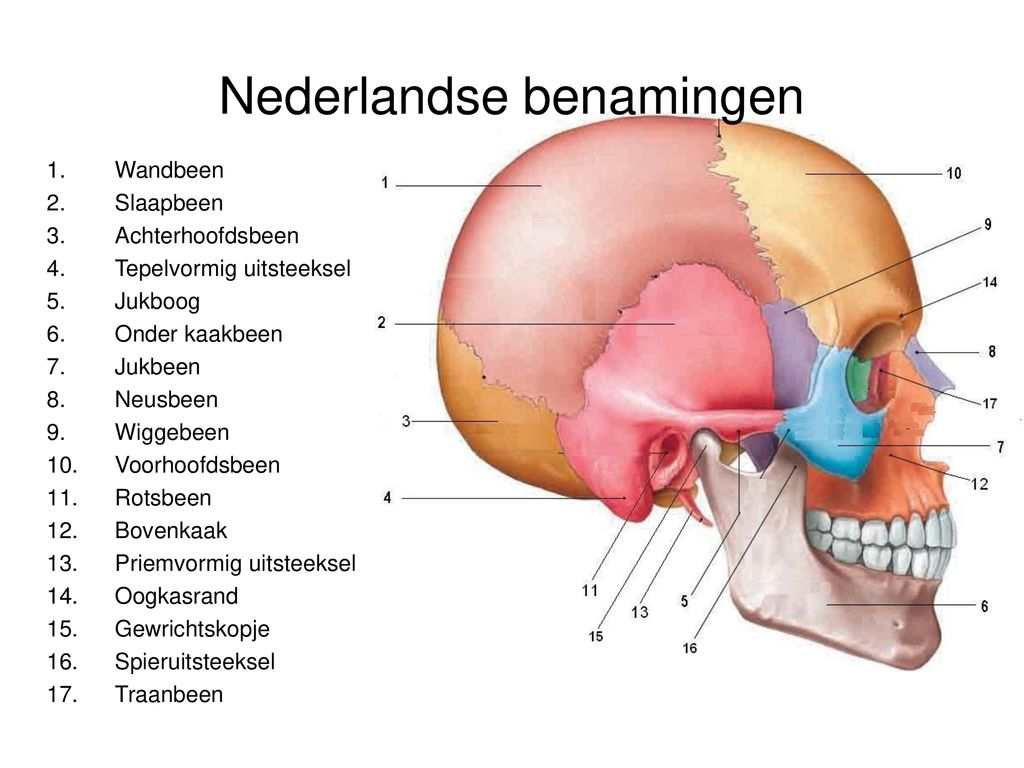 Nederlandse benamingen
1. Wandbeen
2. Slaapbeen
3. Achterhoofdsbeen
4. Tepelvormig uitsteeksel
5. Jukboog
6. Onder kaakbeen
7. Jukbeen
8. Neusbeen
9. Wiggebeen
10. Voorhoofdsbeen
11. Rotsbeen
12. Bovenkaak
13. Priemvormig uitsteeksel
14. Oogkasrand
15. Gewrichtskopje
16. Spieruitsteeksel
17. Traanbeen
1
10
9
14
2
8
17
3
7
12
4
11
13
5
6
15
16